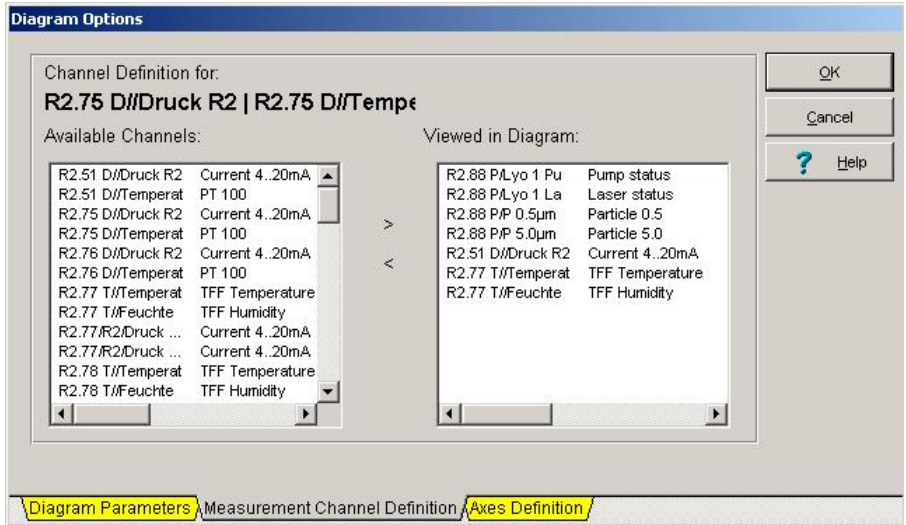 Diagram Options
Channel Definition for:
R2.75 D//Druck R2 | R2.75 D//Tempe
Available Channels:
R2.51 D//Druck R2 Current 4..20mA
R2.51 D//Temperat PT 100
R2.75 D//Druck R2 Current 4..20mA
R2.75 D//Temperat PT 100
R2.76 D//Druck R2 Current 4..20mA
R2.76 D//Temperat PT 100
R2.77 T//Temperat TFF Temperature
R2.77 T//Feuchte TFF Humidity
R2.77/R2/Druck ... Current 4..20mA
R2.77/R2/Druck ... Current 4..20mA
R2.78 T//Temperat TFF Temperature
R2.78 T//Feuchte TFF Humidity
>
<
Viewed in Diagram:
R2.88 P/Lyo 1 Pu Pump status
R2.88 P/Lyo 1 La Laser status
R2.88 P/P 0.5µm Particle 0.5
R2.88 P/P 5.0µm Particle 5.0
R2.51 D//Druck R2 Current 4..20mA
R2.77 T//Temperat TFF Temperature
R2.77 T//Feuchte TFF Humidity
OK
Cancel
? Help
Diagram Parameters Measurement Channel Definition Axes Definition